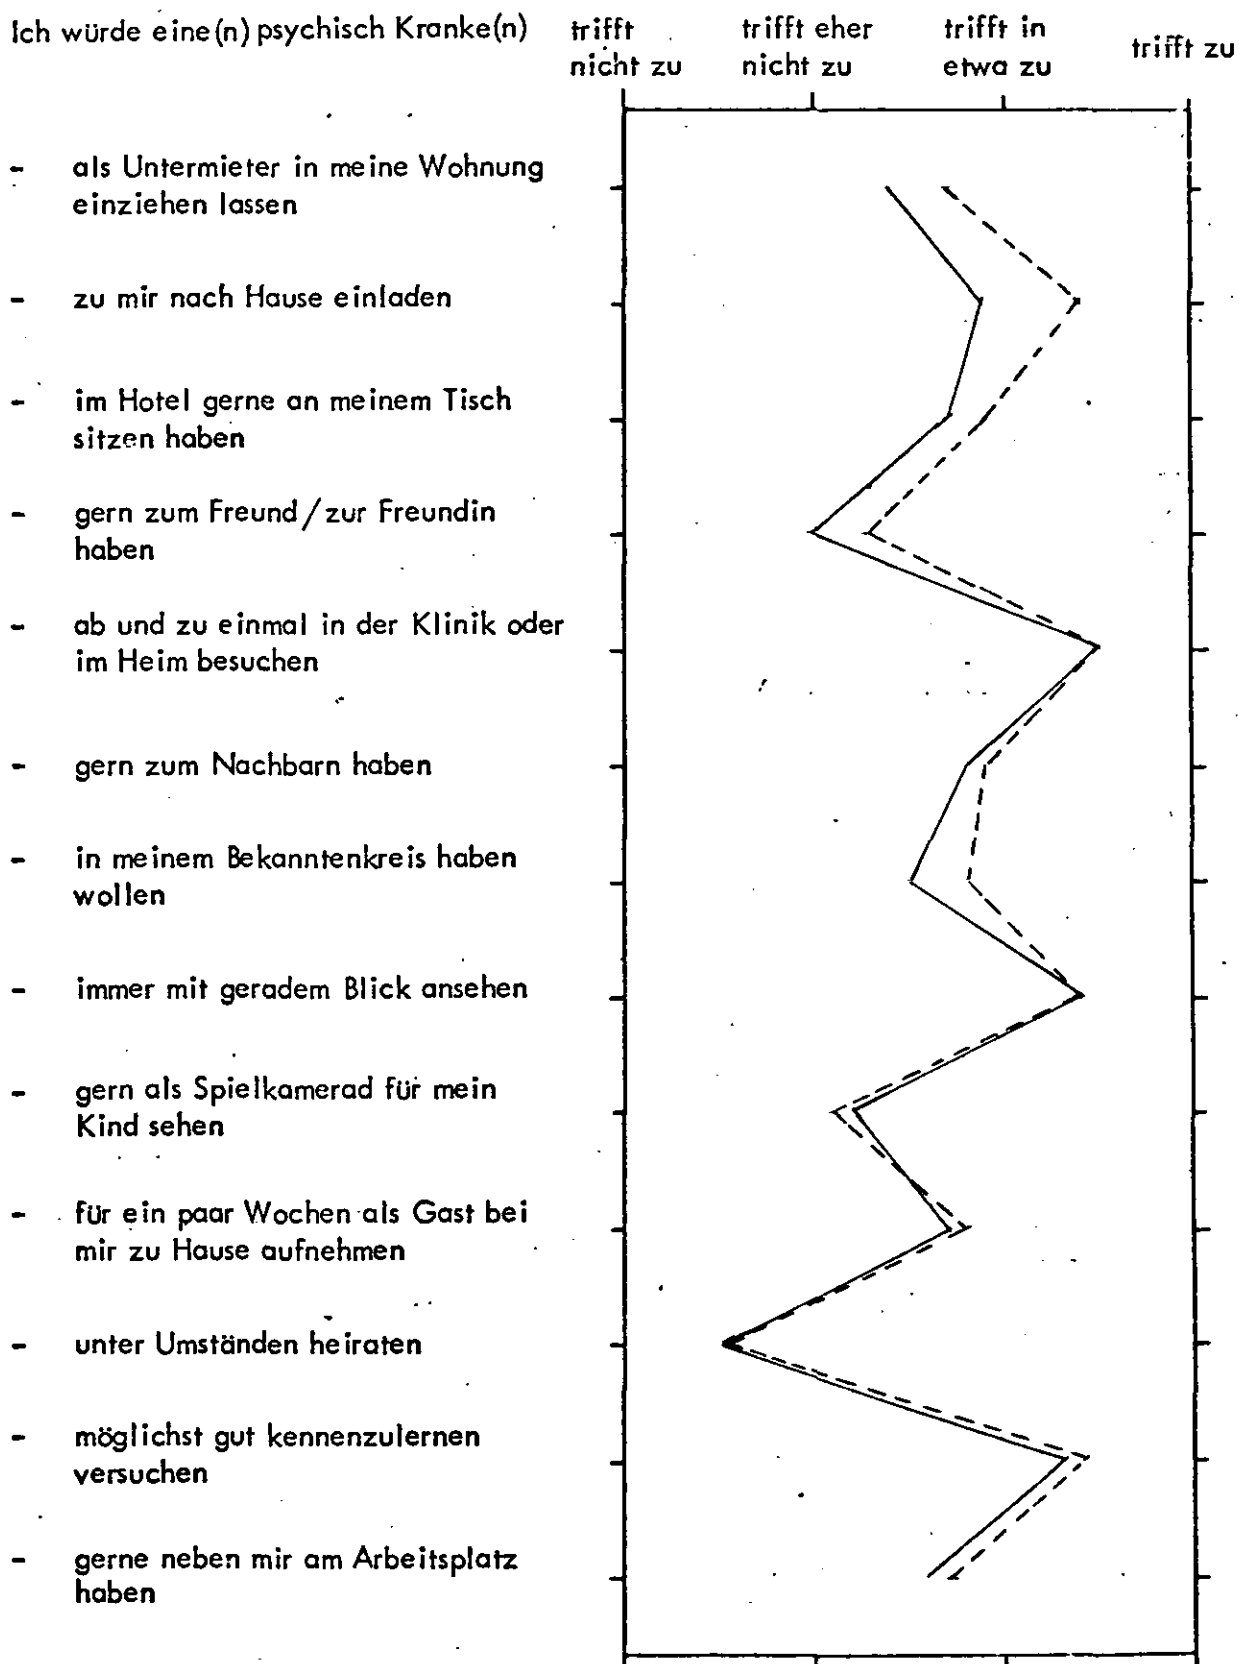 Ich würde eine(n) psychisch Kranke(n)
trifft nicht zu
trifft eher nicht zu
trifft in etwa zu
trifft zu
- als Untermieter in meine Wohnung
einziehen lassen
- zu mir nach Hause einladen
- im Hotel gerne an meinem Tisch
sitzen haben
- gern zum Freund/zur Freundin
haben
- ab und zu einmal in der Klinik oder
im Heim besuchen
- gern zum Nachbarn haben
- in meinem Bekanntenkreis haben
wollen
- immer mit geradem Blick ansehen
- gern als Spielkamerad für mein
Kind sehen
- für ein paar Wochen als Gast bei
mir zu Hause aufnehmen
- unter Umständen heiraten
- möglichst gut kennenzulernen
versuchen
- gerne neben mir am Arbeitsplatz
haben